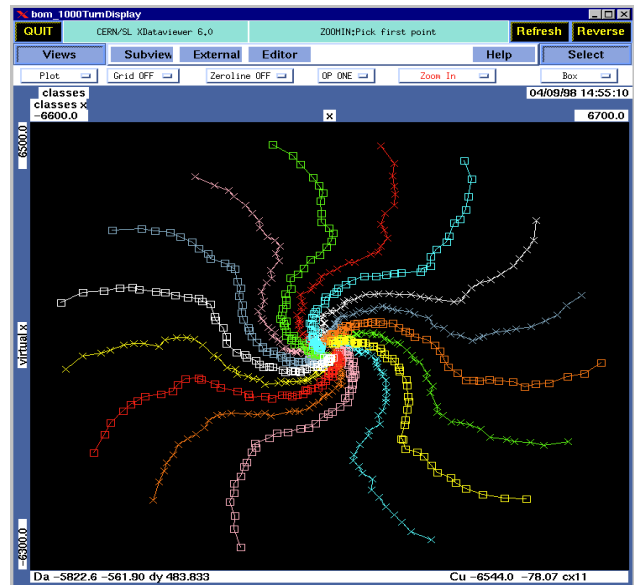 bom_1000TurnDisplay
QUIT CERN/SL XDataviewer 6.0 ZOOMIN:Pick first point Refresh Reverse
Views Subview External Editor Help Select
Plot Grid OFF Zeroline OFF OP ONE Zoom In Box
classes 04/09/98 14:55:10
classes x
-6600.0 x 6700.0
6500.0
Virtual x
-6300.0
Da -5822.6 -561.90 dy 483.833 Cu -6544.0 -78.07 cx11